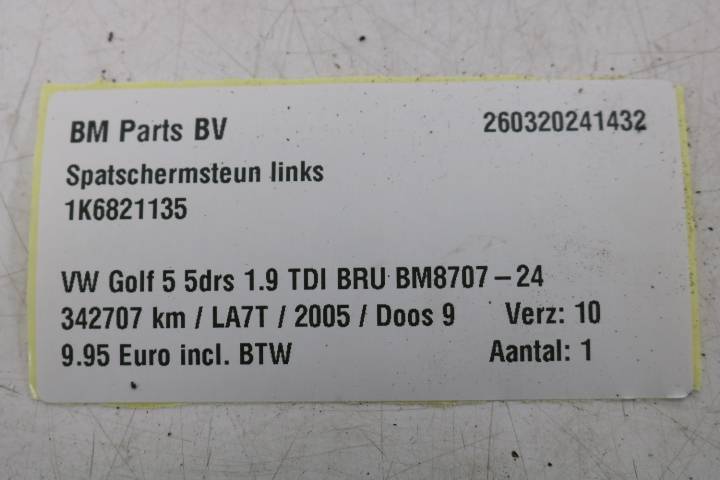 BM Parts BV 260320241432
Spatschermsteun links
1K6821135
VW Golf 5 5drs 1.9 TDI BRU BM8707-24
342707 km / LA7T / 2005 / Doos 9 Verz: 10
9.95 Euro incl. BTW Aantal: 1